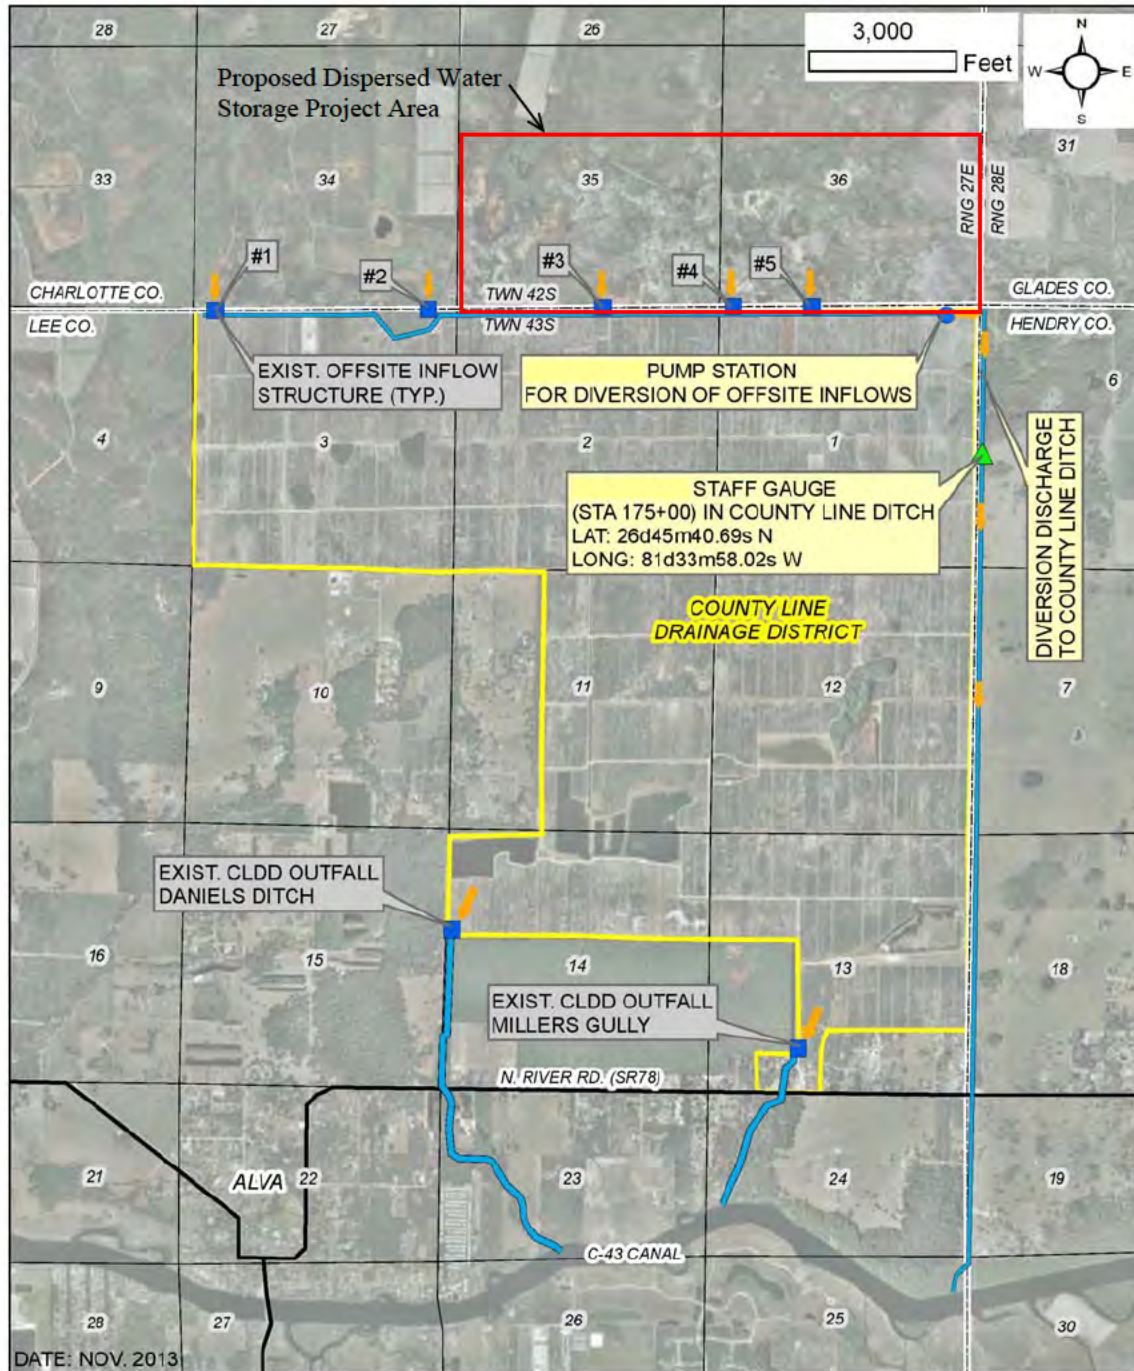 28
27
26
3,000
Feet
N
W
E
S
Proposed Dispersed Water
Storage Project Area
31
33
34
35
36
RNG 27E
RNG 28E
#1
#2
#3
#4
#5
CHARLOTTE CO.
TWN 42S
GLADES CO.
LEE CO.
TWN 43S
HENDRY CO.
EXIST. OFFSITE INFLOW
STRUCTURE (TYP.)
PUMP STATION
FOR DIVERSION OF OFFSITE INFLOWS
6
4
3
2
1
STAFF GAUGE
(STA 175+00) IN COUNTY LINE DITCH
LAT: 26d45m40.69s N
LONG: 81d33m58.02s W
DIVERSION DISCHARGE
TO COUNTY LINE DITCH
COUNTY LINE
DRAINAGE DISTRICT
9
10
11
12
7
EXIST. CLDD OUTFALL
DANIELS DITCH
16
15
14
13
18
EXIST. CLDD OUTFALL
MILLERS GULLY
N. RIVER RD. (SR78)
21
ALVA
22
23
24
19
C-43 CANAL
28
27
26
25
30
DATE: NOV. 2013